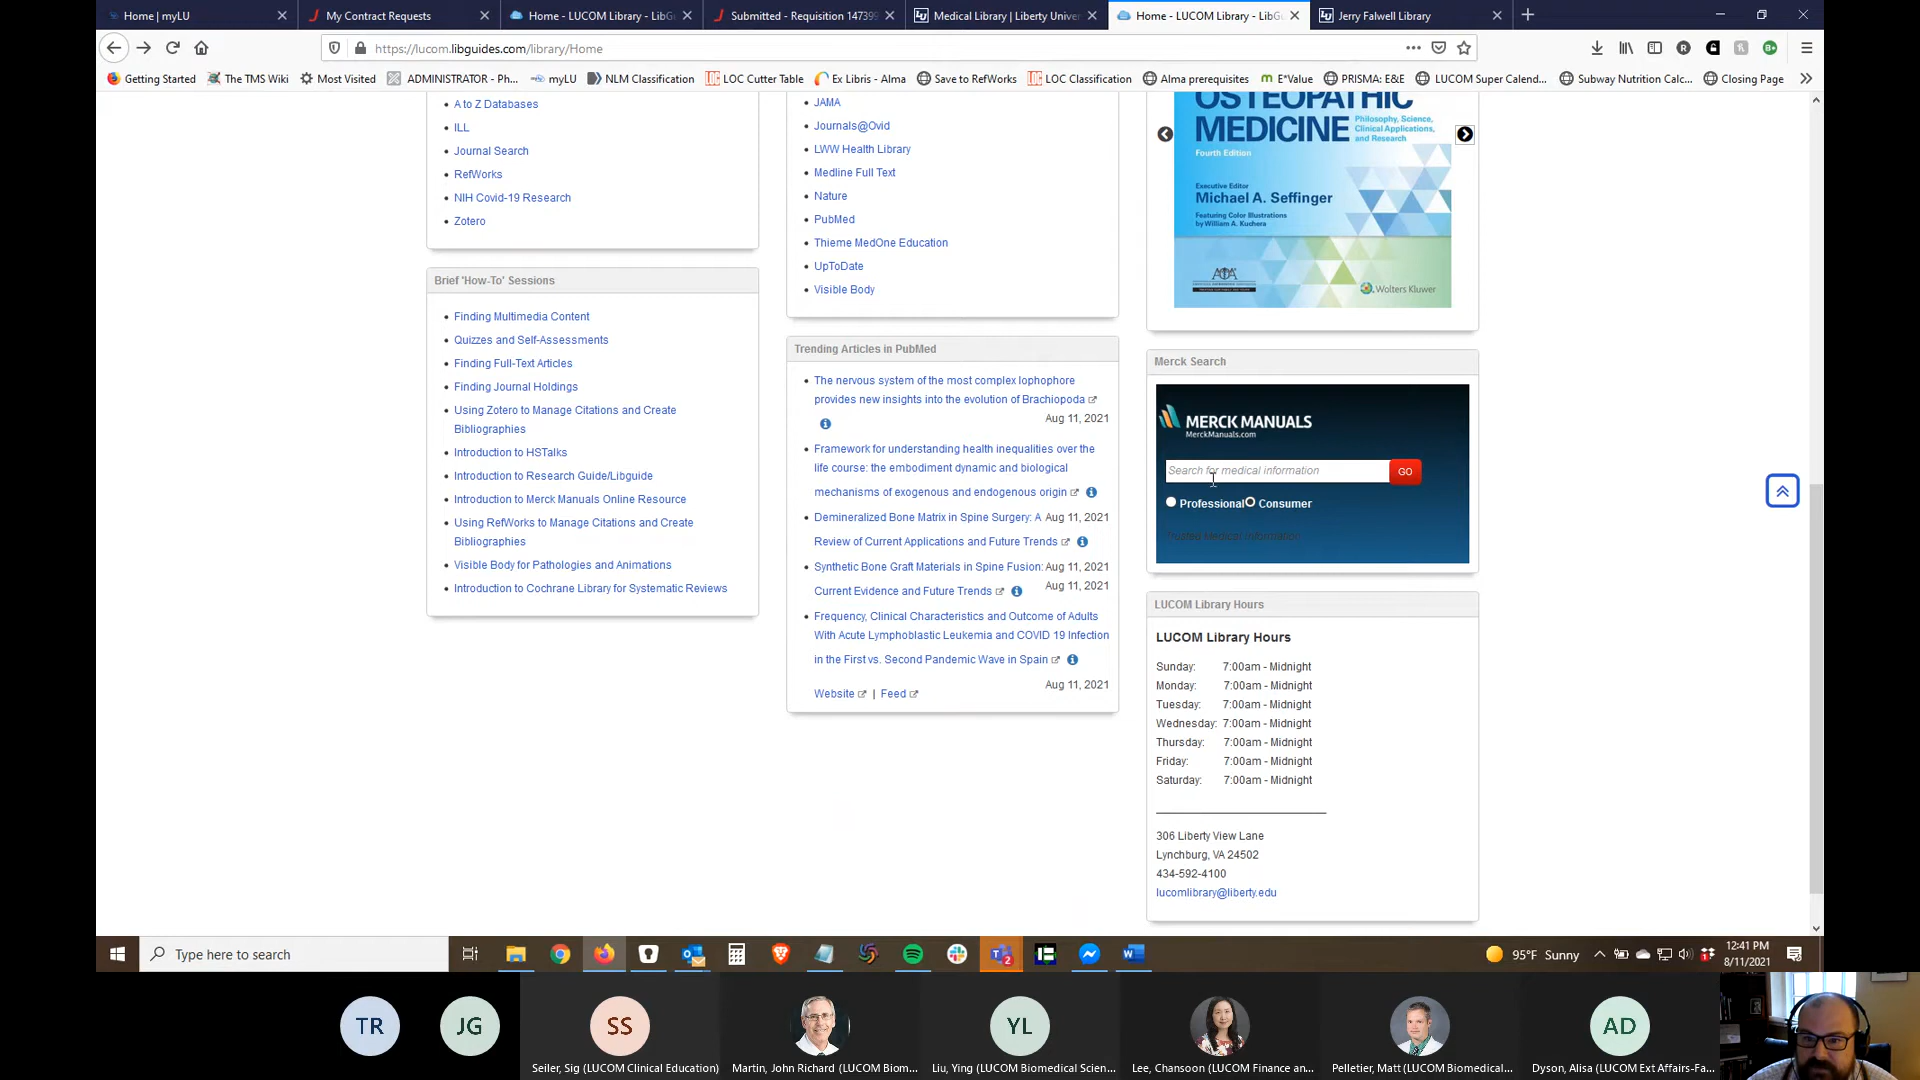 Home | myLU
My Contract Requests
Home - LUCOM Library - LibG
Submitted - Requisition 147399
Medical Library | Liberty Univer
Home - LUCOM Library - LibG
Jerry Falwell Library
https://lucom.libguides.com/library/Home
Getting Started
The TMS Wiki
Most Visited
ADMINISTRATOR - Ph...
myLU
NLM Classification
LOC Cutter Table
Ex Libris - Alma
Save to RefWorks
LOC Classification
Alma prerequisites
E*Value
PRISMA: E&E
LUCOM Super Calend...
Subway Nutrition Calc...
Closing Page
A to Z Databases
ILL
Journal Search
RefWorks
NIH Covid-19 Research
Zotero
Brief 'How-To' Sessions
Finding Multimedia Content
Quizzes and Self-Assessments
Finding Full-Text Articles
Finding Journal Holdings
Using Zotero to Manage Citations and Create
Bibliographies
Introduction to HSTalks
Introduction to Research Guide/Libguide
Introduction to Merck Manuals Online Resource
Using RefWorks to Manage Citations and Create
Bibliographies
Visible Body for Pathologies and Animations
Introduction to Cochrane Library for Systematic Reviews
JAMA
Journals@Ovid
LWW Health Library
Medline Full Text
Nature
PubMed
Thieme MedOne Education
UpToDate
Visible Body
Trending Articles in PubMed
The nervous system of the most complex lophophore
provides new insights into the evolution of Brachiopoda
Aug 11, 2021
Framework for understanding health inequalities over the
life course: the embodiment dynamic and biological
mechanisms of exogenous and endogenous origin
Demineralized Bone Matrix in Spine Surgery: A Aug 11, 2021
Review of Current Applications and Future Trends
Synthetic Bone Graft Materials in Spine Fusion: Aug 11, 2021
Current Evidence and Future Trends Aug 11, 2021
Frequency, Clinical Characteristics and Outcome of Adults
With Acute Lymphoblastic Leukemia and COVID 19 Infection
in the First vs. Second Pandemic Wave in Spain
Aug 11, 2021
Website | Feed
OSTEOPATHIC
MEDICINE
Philosophy, Science,
Clinical Applications,
and Research
Fourth Edition
Executive Editor
Michael A. Seffinger
Featuring Color Illustrations
by William A. Kuchera
Wolters Kluwer
Merck Search
MERCK MANUALS
MerckManuals.com
Search for medical information
GO
Professional Consumer
Trusted Medical Information
LUCOM Library Hours
LUCOM Library Hours
Sunday: 7:00am - Midnight
Monday: 7:00am - Midnight
Tuesday: 7:00am - Midnight
Wednesday: 7:00am - Midnight
Thursday: 7:00am - Midnight
Friday: 7:00am - Midnight
Saturday: 7:00am - Midnight
306 Liberty View Lane
Lynchburg, VA 24502
434-592-4100
lucomlibrary@liberty.edu
Type here to search
95°F Sunny
12:41 PM
8/11/2021
TR
JG
SS
YL
AD
Seiler, Sig (LUCOM Clinical Education)
Martin, John Richard (LUCOM Biom...
Liu, Ying (LUCOM Biomedical Scien...
Lee, Chansoon (LUCOM Finance an...
Pelletier, Matt (LUCOM Biomedical...
Dyson, Alisa (LUCOM Ext Affairs-Fa...